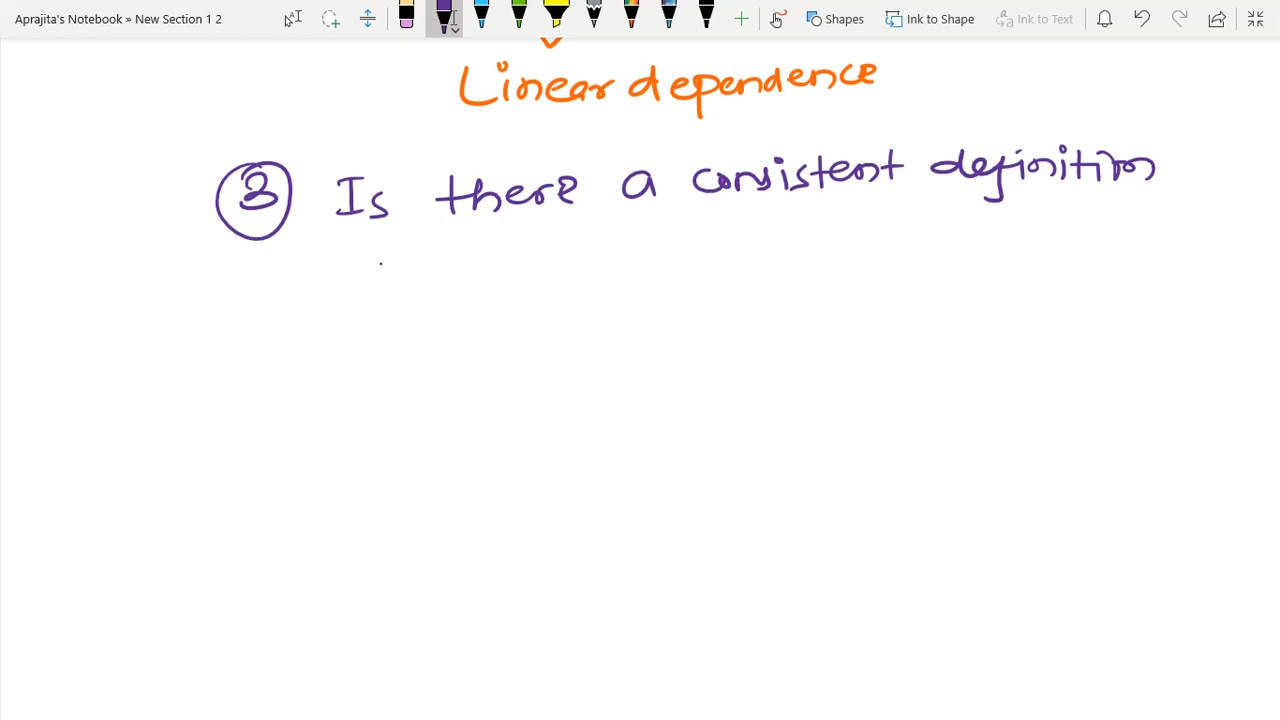 Aprajita's Notebook » New Section 1 2
Shapes
Ink to Shape
Ink to Text
Linear dependence
3 Is there a consistent definition